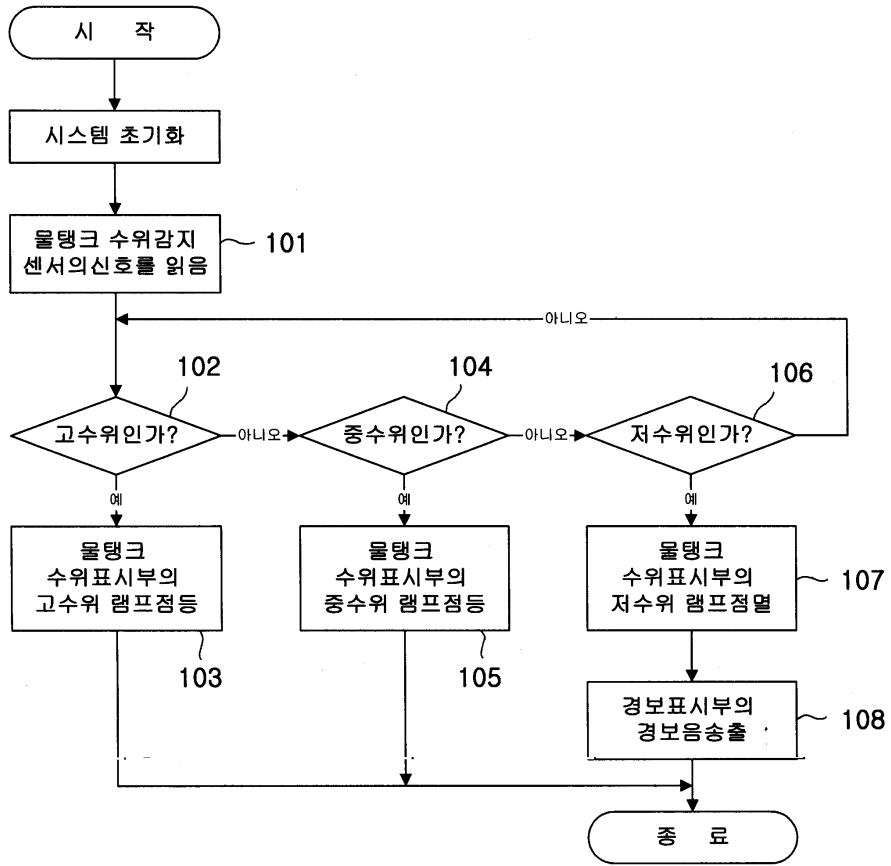 시 작
시스템 초기화
물탱크 수위감지
센서의신호를 읽음
101
아니오
102
104
106
고수위인가?
아니오
중수위인가?
아니오
저수위인가?
예
예
예
물탱크
수위표시부의
고수위 램프점등
103
물탱크
수위표시부의
중수위 램프점등
105
물탱크
수위표시부의
저수위 램프점멸
107
경보표시부의
경보음송출
108
종 료